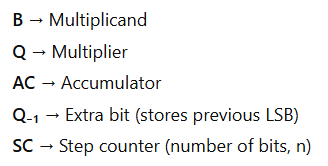 B → Multiplicand
Q → Multiplier
AC → Accumulator
Q₋₁ → Extra bit (stores previous LSB)
SC → Step counter (number of bits, n)